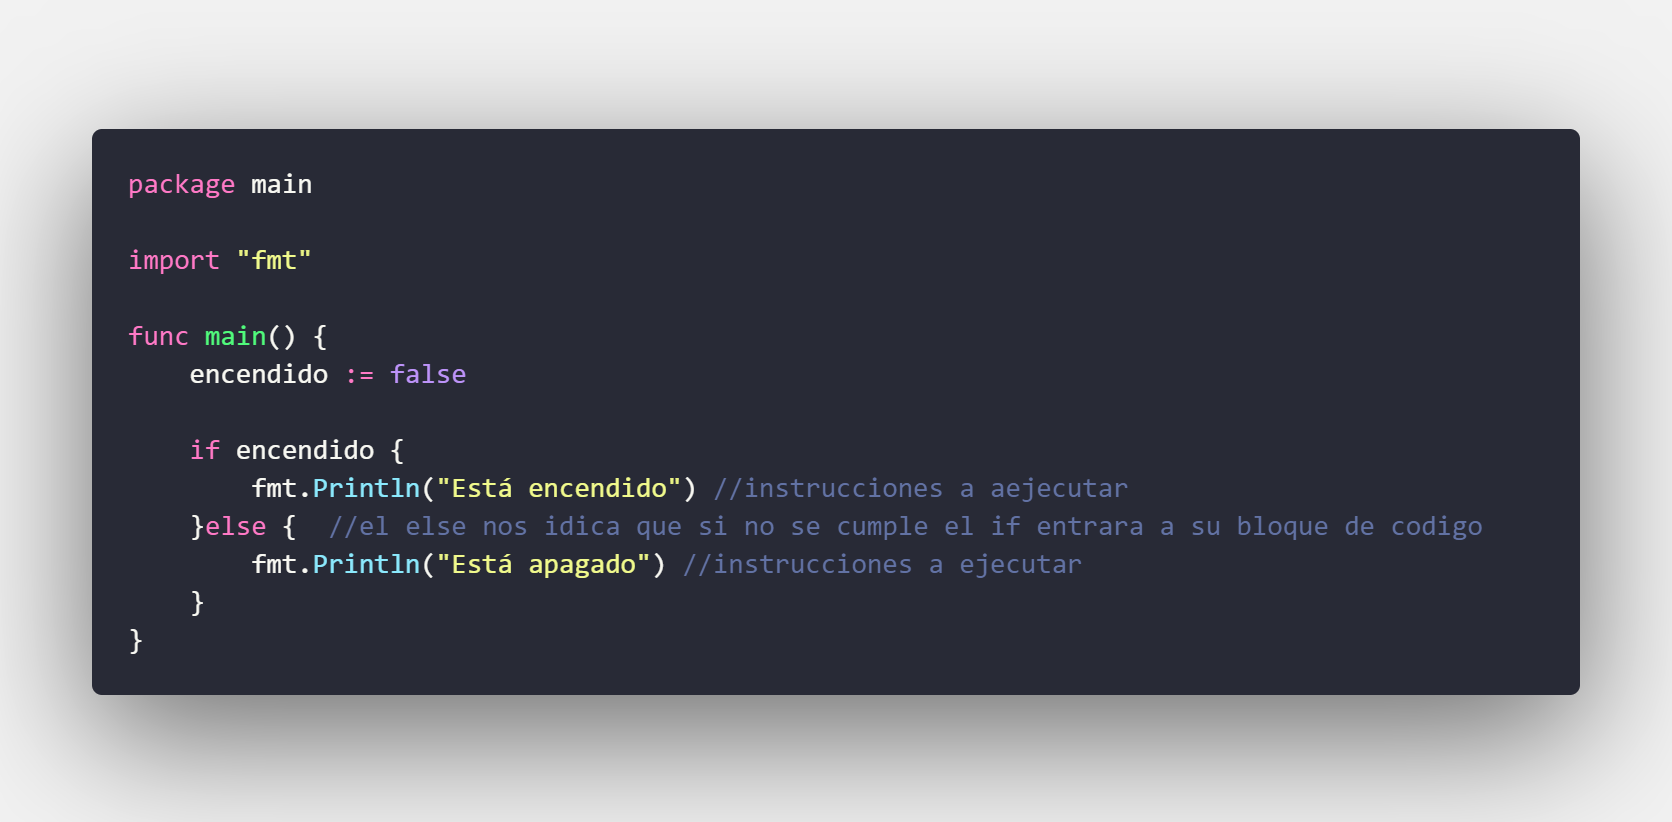 package main
import "fmt"
func main() {
encendido := false
if encendido {
fmt.Println("Está encendido") //instrucciones a aejecutar
}else {  //el else nos idica que si no se cumple el if entrara a su bloque de codigo
fmt.Println("Está apagado") //instrucciones a ejecutar
}
}